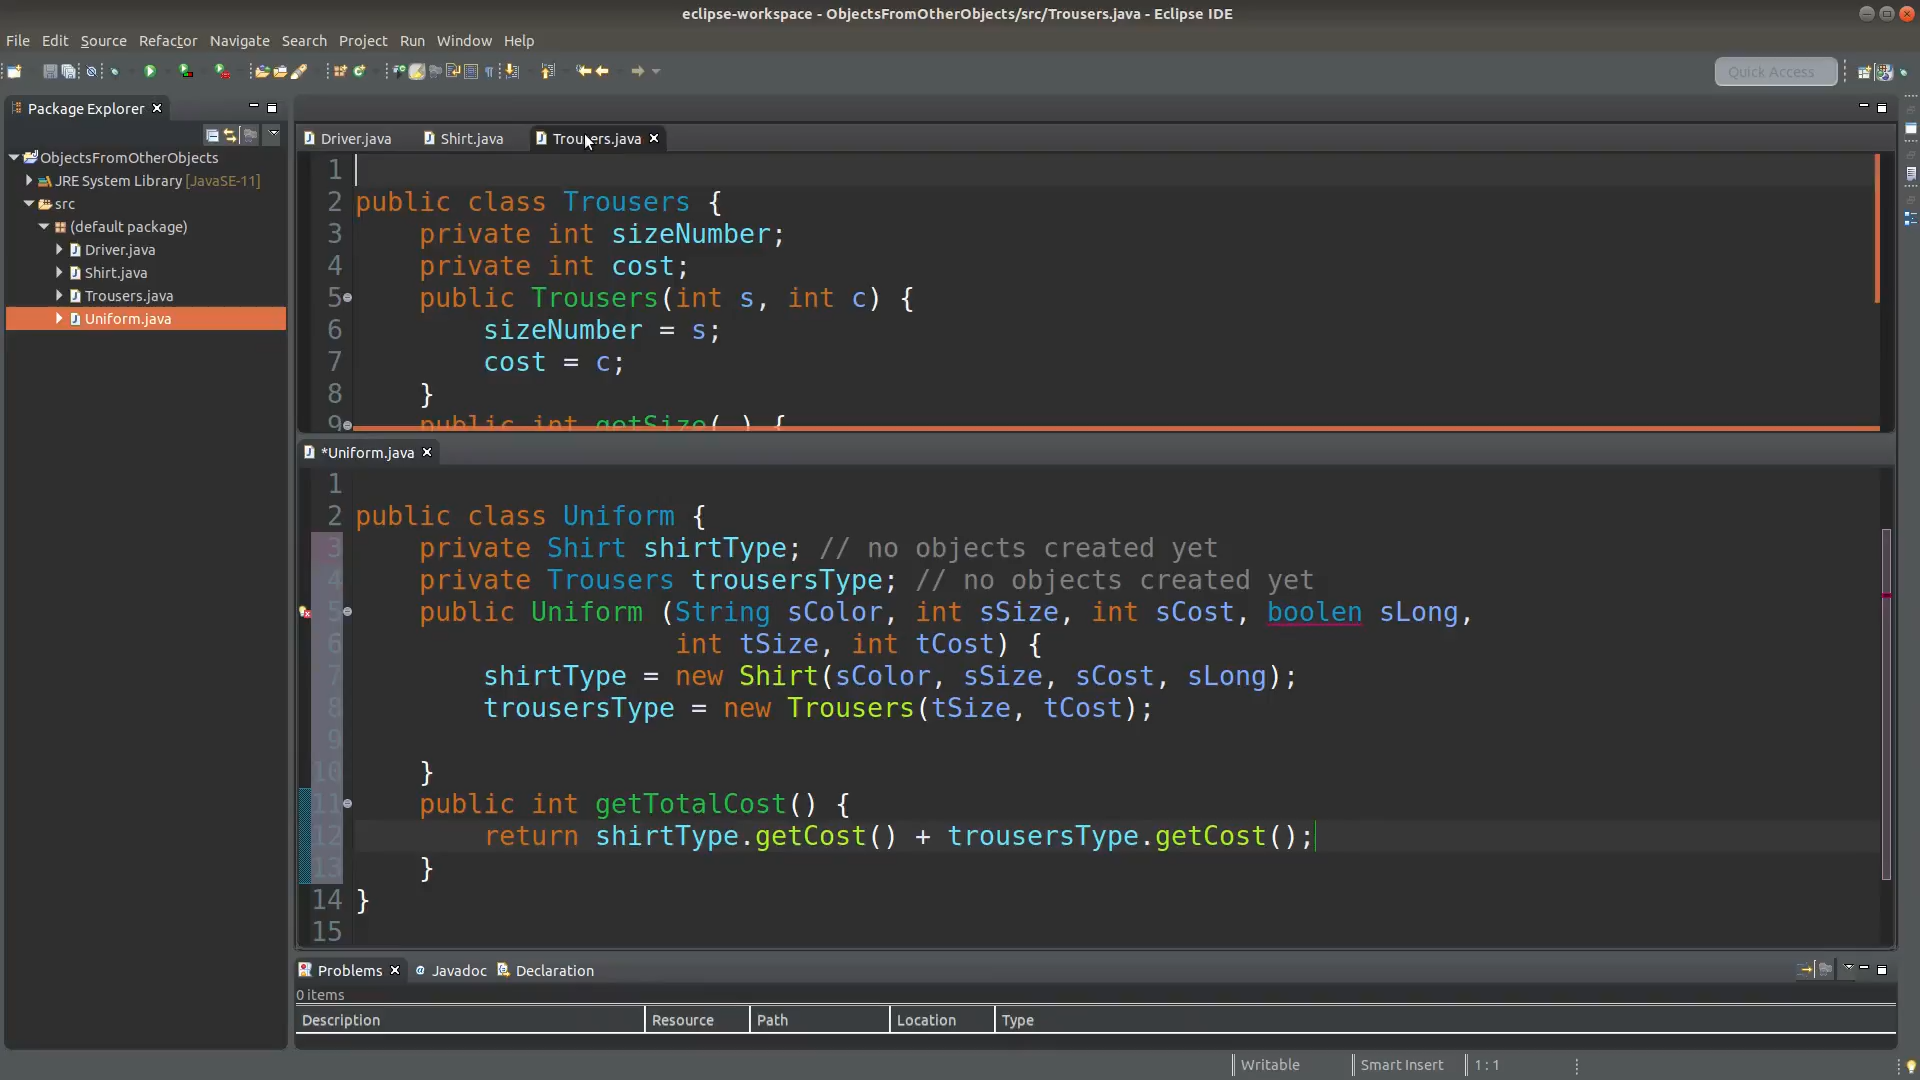 eclipse-workspace - ObjectsFromOtherObjects/src/Trousers.java - Eclipse IDE
File Edit Source Refactor Navigate Search Project Run Window Help
Quick Access
Package Explorer
ObjectsFromOtherObjects
JRE System Library [JavaSE-11]
src
(default package)
Driver.java
Shirt.java
Trousers.java
Uniform.java
Driver.java Shirt.java Trousers.java
1
2 public class Trousers {
3 private int sizeNumber;
4 private int cost;
5 public Trousers(int s, int c) {
6 sizeNumber = s;
7 cost = c;
8 }
9 public int getSize( ) {
*Uniform.java
1
2 public class Uniform {
3 private Shirt shirtType; // no objects created yet
4 private Trousers trousersType; // no objects created yet
5 public Uniform (String sColor, int sSize, int sCost, boolen sLong,
6 int tSize, int tCost) {
7 shirtType = new Shirt(sColor, sSize, sCost, sLong);
8 trousersType = new Trousers(tSize, tCost);
9
10 }
11 public int getTotalCost() {
12 return shirtType.getCost() + trousersType.getCost();
13 }
14 }
15
Problems @ Javadoc Declaration
0 items
Description Resource Path Location Type
Writable Smart Insert 1 : 1